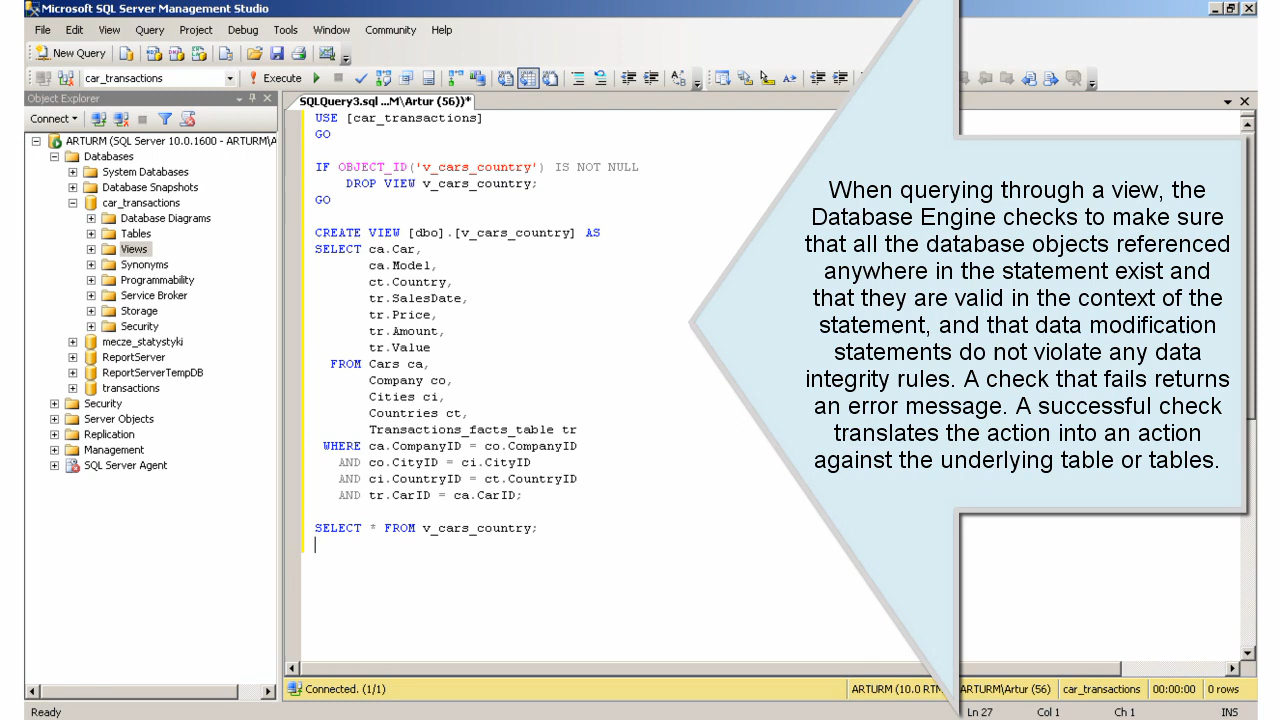 Microsoft SQL Server Management Studio
File Edit View Query Project Debug Tools Window Community Help
New Query
car_transactions Execute
Object Explorer
Connect
ARTURM (SQL Server 10.0.1600 - ARTURM\A
Databases
System Databases
Database Snapshots
car_transactions
Database Diagrams
Tables
Views
Synonyms
Programmability
Service Broker
Storage
Security
mecze_statystyki
ReportServer
ReportServerTempDB
transactions
Security
Server Objects
Replication
Management
SQL Server Agent
SQLQuery3.sql ...M\Artur (56))*
USE [car_transactions]
GO
IF OBJECT_ID('v_cars_country') IS NOT NULL
DROP VIEW v_cars_country;
GO
CREATE VIEW [dbo].[v_cars_country] AS
SELECT ca.Car,
ca.Model,
ct.Country,
tr.SalesDate,
tr.Price,
tr.Amount,
tr.Value
FROM Cars ca,
Company co,
Cities ci,
Countries ct,
Transactions_facts_table tr
WHERE ca.CompanyID = co.CompanyID
AND co.CityID = ci.CityID
AND ci.CountryID = ct.CountryID
AND tr.CarID = ca.CarID;
SELECT * FROM v_cars_country;
When querying through a view, the
Database Engine checks to make sure
that all the database objects referenced
anywhere in the statement exist and
that they are valid in the context of the
statement, and that data modification
statements do not violate any data
integrity rules. A check that fails returns
an error message. A successful check
translates the action into an action
against the underlying table or tables.
Connected. (1/1) ARTURM (10.0 RTM ARTURM\Artur (56) car_transactions 00:00:00 0 rows
Ready Ln 27 Col 1 Ch 1 INS